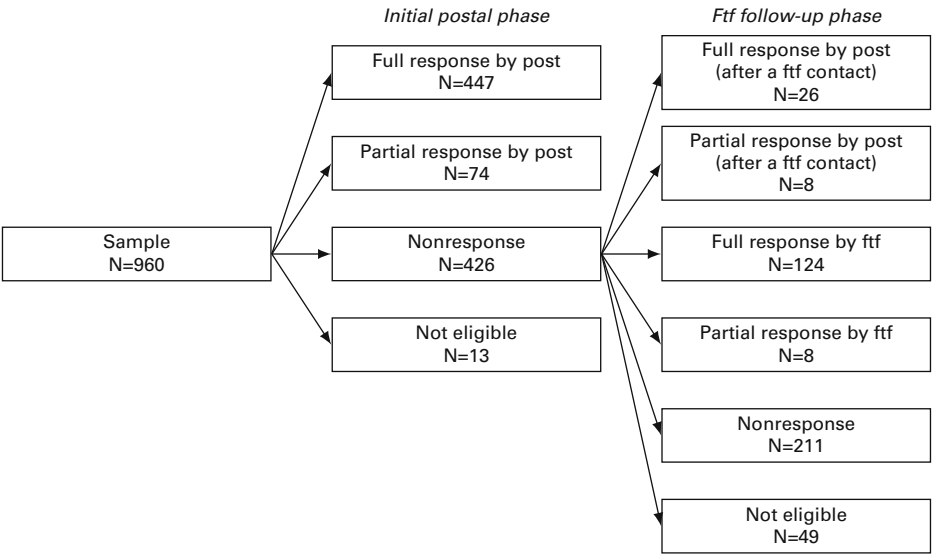 Initial postal phase
Ftf follow-up phase
Full response by post
N=447
Partial response by post
N=74
Sample
N=960
Nonresponse
N=426
Not eligible
N=13
Full response by post
(after a ftf contact)
N=26
Partial response by post
(after a ftf contact)
N=8
Full response by ftf
N=124
Partial response by ftf
N=8
Nonresponse
N=211
Not eligible
N=49